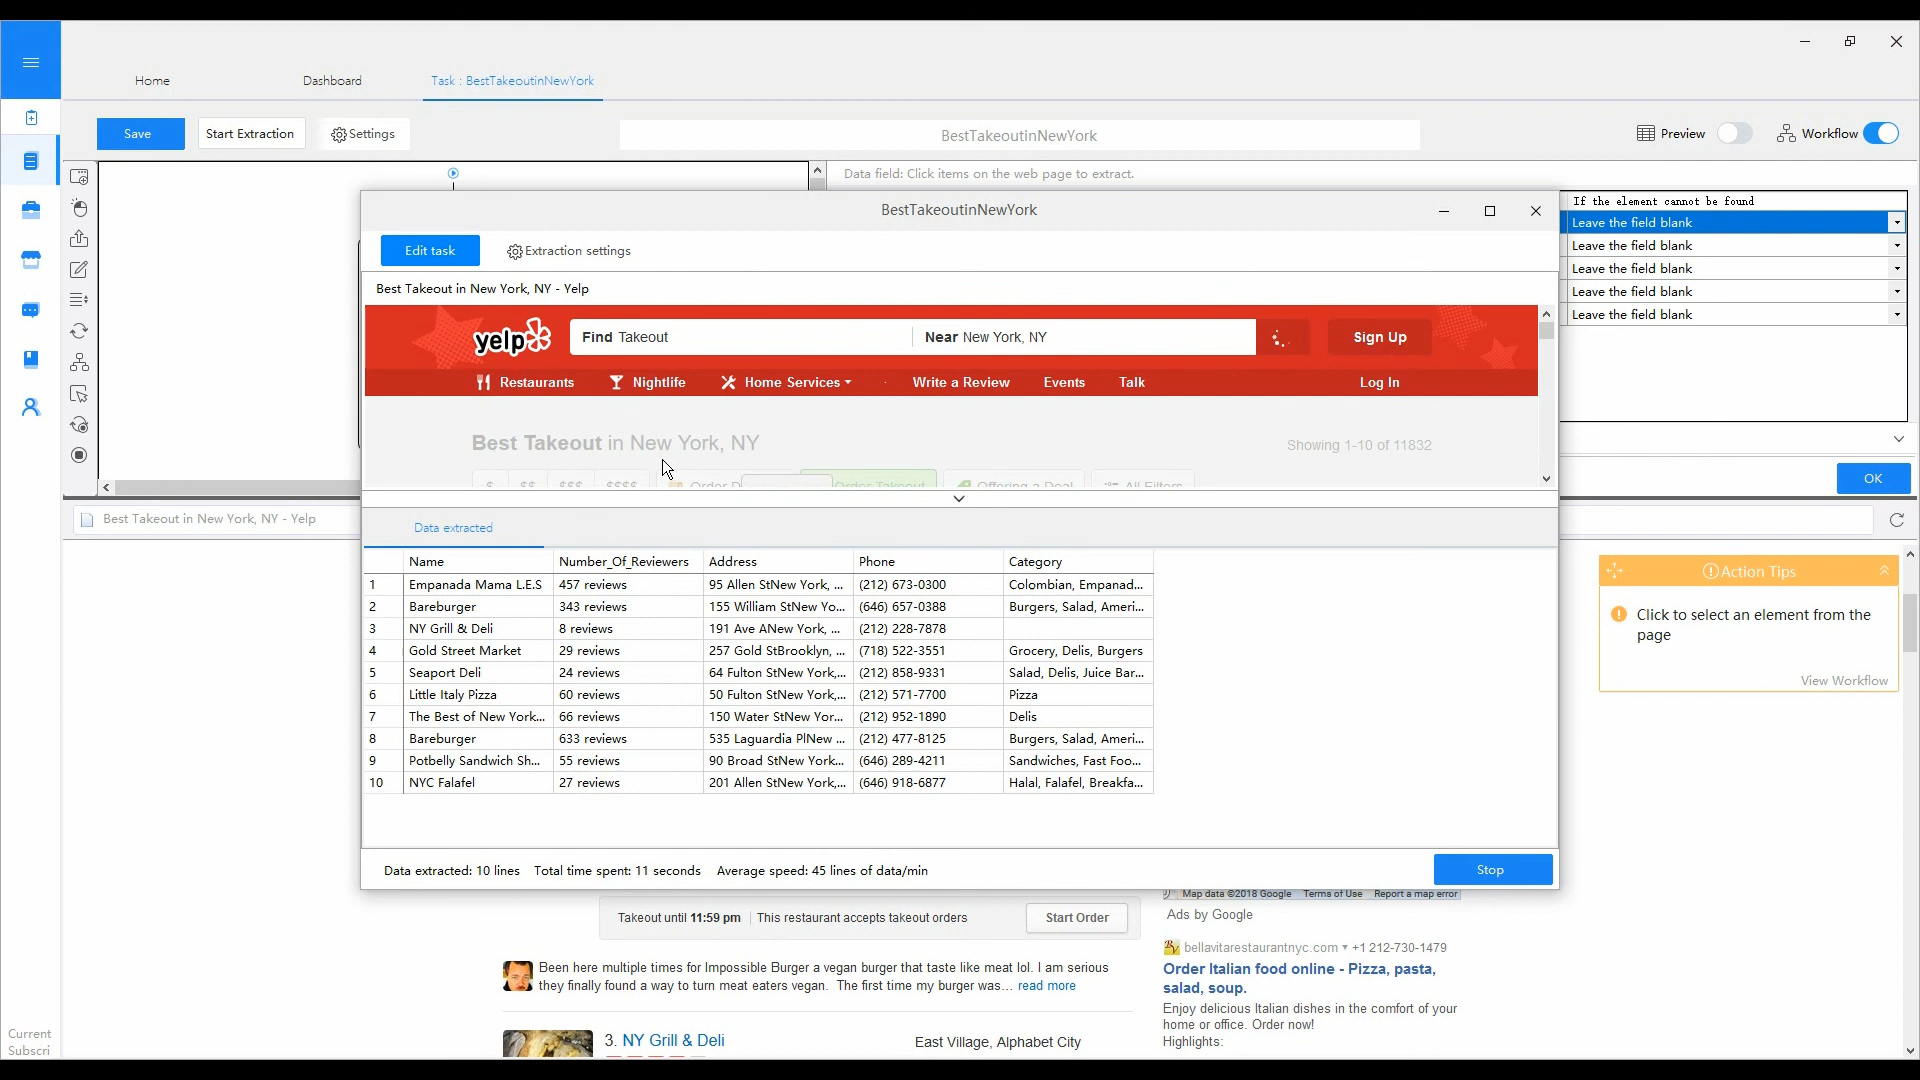 Home
Dashboard
Task : BestTakeoutinNewYork
Save
Start Extraction
Settings
BestTakeoutinNewYork
Preview
Workflow
Data field: Click items on the web page to extract.
If the element cannot be found
Leave the field blank
Leave the field blank
Leave the field blank
Leave the field blank
Leave the field blank
OK
BestTakeoutinNewYork
Edit task
Extraction settings
Best Takeout in New York, NY - Yelp
yelp
Find Takeout
Near New York, NY
Sign Up
Restaurants
Nightlife
Home Services
Write a Review
Events
Talk
Log In
Best Takeout in New York, NY
Showing 1-10 of 11832
$ $$ $$$ $$$$ Order Takeout Offering a Deal All Filters
Best Takeout in New York, NY - Yelp
Data extracted
Name Number_Of_Reviewers Address Phone Category
1 Empanada Mama L.E.S 457 reviews 95 Allen StNew York, ... (212) 673-0300 Colombian, Empanad...
2 Bareburger 343 reviews 155 William StNew Yo... (646) 657-0388 Burgers, Salad, Ameri...
3 NY Grill & Deli 8 reviews 191 Ave ANew York, ... (212) 228-7878
4 Gold Street Market 29 reviews 257 Gold StBrooklyn, ... (718) 522-3551 Grocery, Delis, Burgers
5 Seaport Deli 24 reviews 64 Fulton StNew York,... (212) 858-9331 Salad, Delis, Juice Bar...
6 Little Italy Pizza 60 reviews 50 Fulton StNew York,... (212) 571-7700 Pizza
7 The Best of New York... 66 reviews 150 Water StNew Yor... (212) 952-1890 Delis
8 Bareburger 633 reviews 535 Laguardia PlNew ... (212) 477-8125 Burgers, Salad, Ameri...
9 Potbelly Sandwich Sh... 55 reviews 90 Broad StNew York... (646) 289-4211 Sandwiches, Fast Foo...
10 NYC Falafel 27 reviews 201 Allen StNew York,... (646) 918-6877 Halal, Falafel, Breakfa...
Data extracted: 10 lines Total time spent: 11 seconds Average speed: 45 lines of data/min
Stop
Action Tips
Click to select an element from the
page
View Workflow
Map data ©2018 Google Terms of Use Report a map error
Takeout until 11:59 pm This restaurant accepts takeout orders
Start Order
Been here multiple times for Impossible Burger a vegan burger that taste like meat lol. I am serious
they finally found a way to turn meat eaters vegan. The first time my burger was... read more
3. NY Grill & Deli
East Village, Alphabet City
Ads by Google
bellavitarestaurantnyc.com +1 212-730-1479
Order Italian food online - Pizza, pasta,
salad, soup.
Enjoy delicious Italian dishes in the comfort of your
home or office. Order now!
Highlights:
Current
Subscri